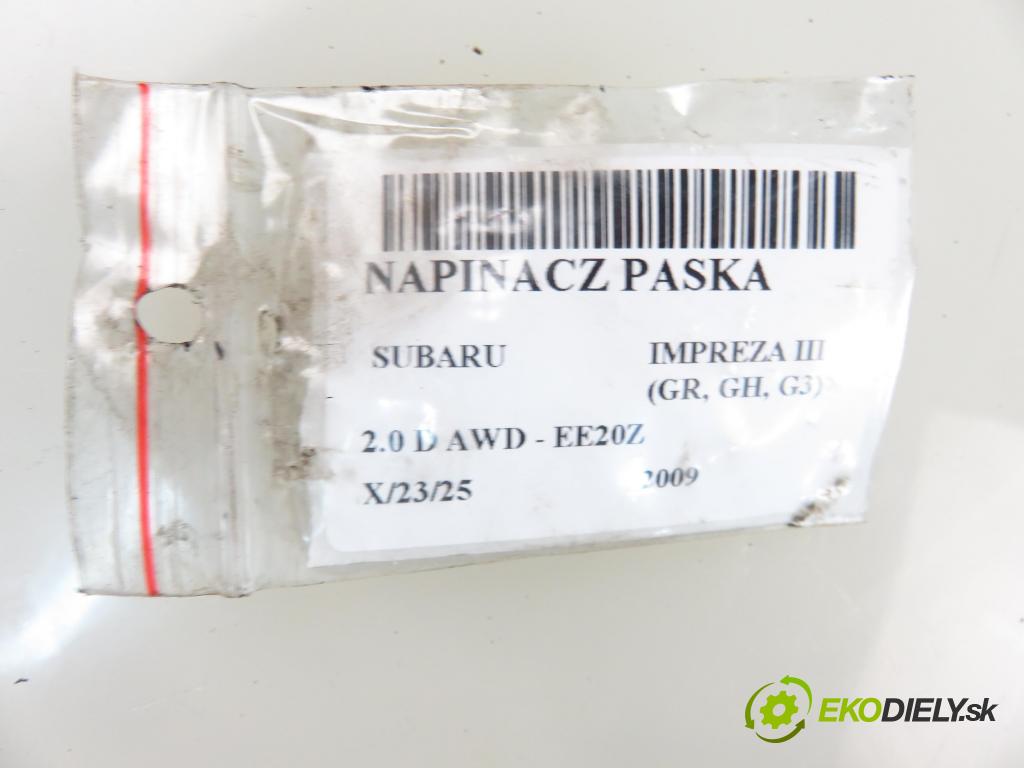 NAPINACZ PASKA
SUBARU IMPREZA III
(GR, GH, G3)
2.0 D AWD - EE20Z
X/23/25 2009
EKODIELY.sk